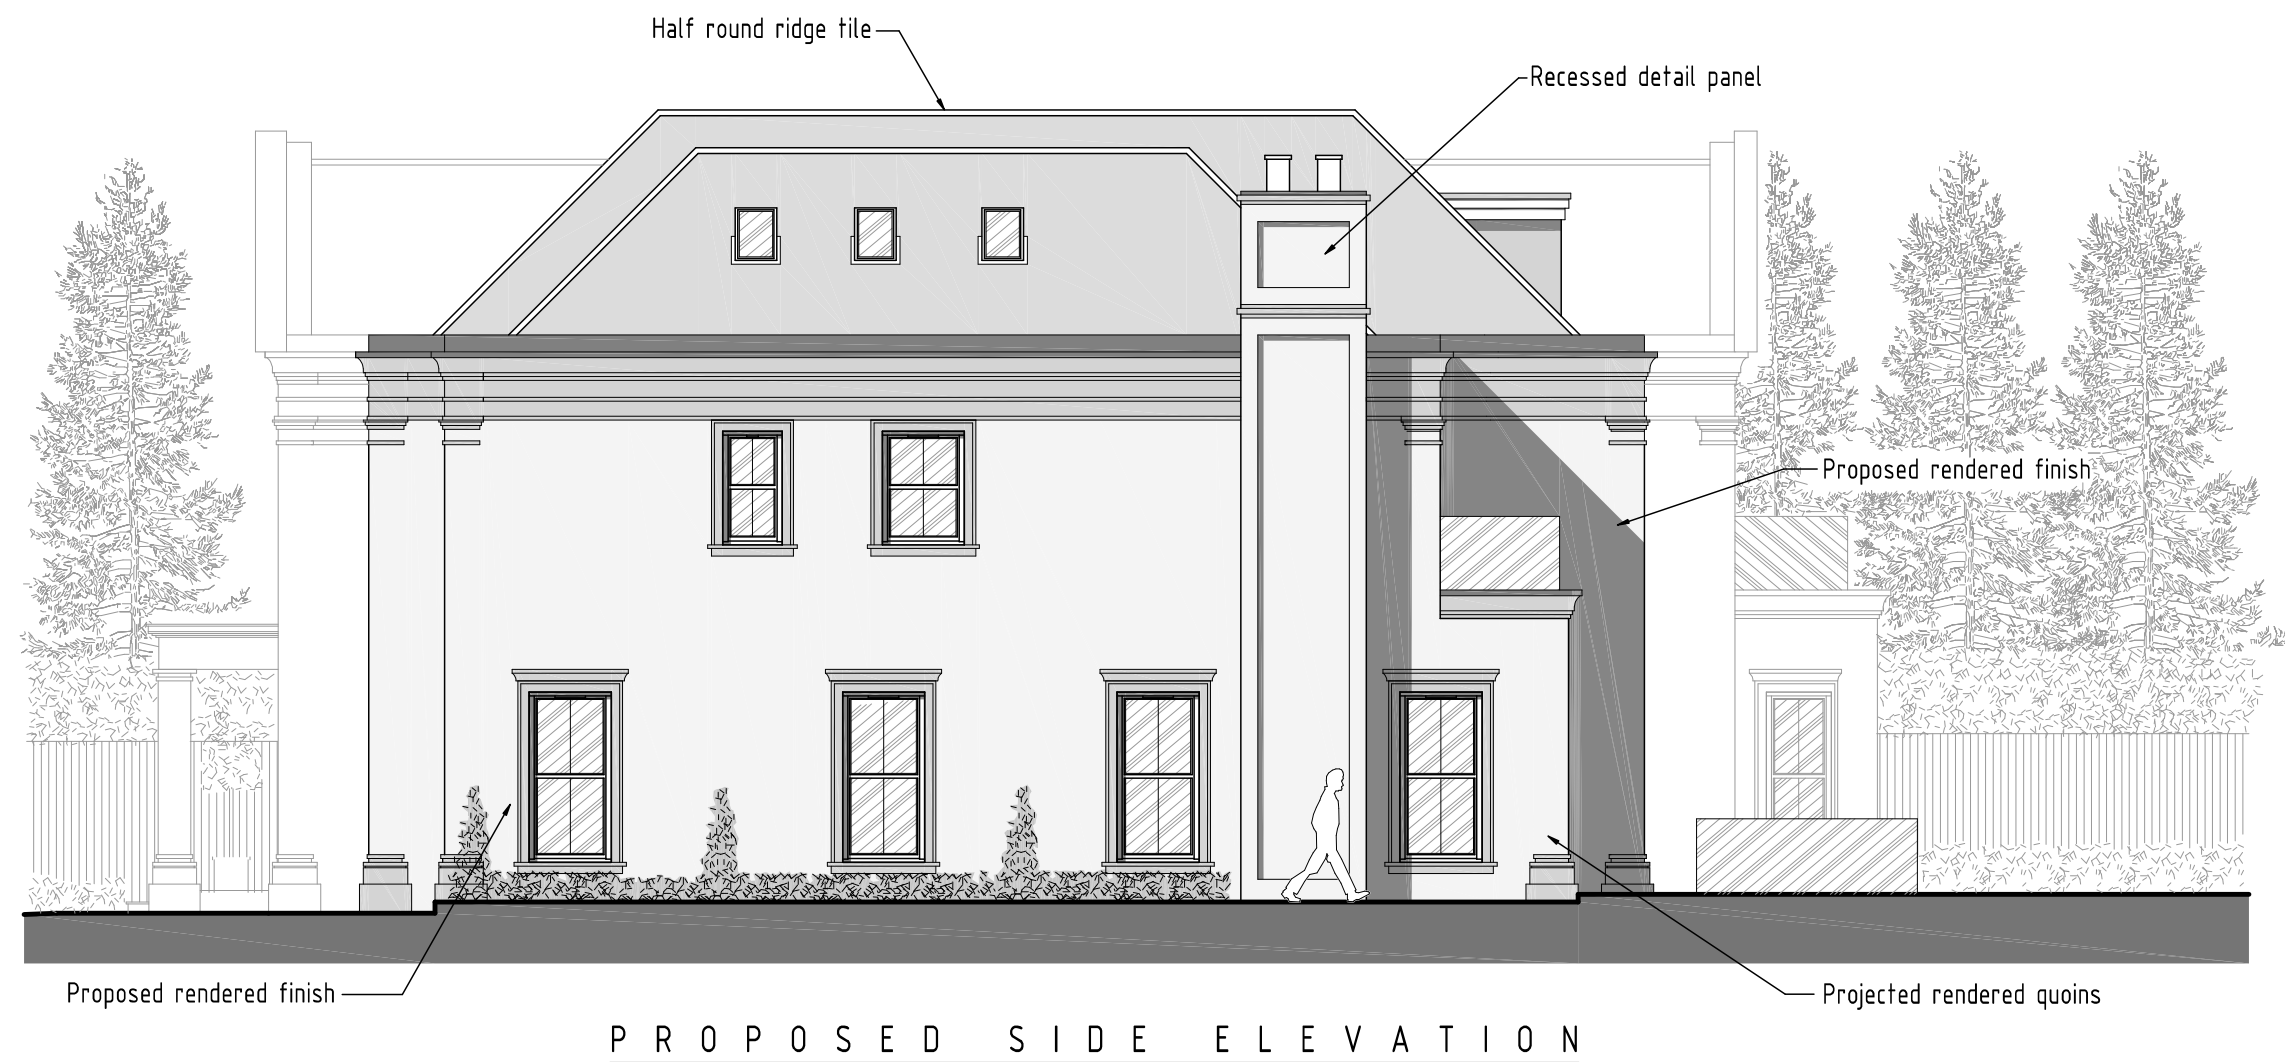 Half round ridge tile
Recessed detail panel
Proposed rendered finish
Proposed rendered finish
Projected rendered quoins
PROPOSED SIDE ELEVATION